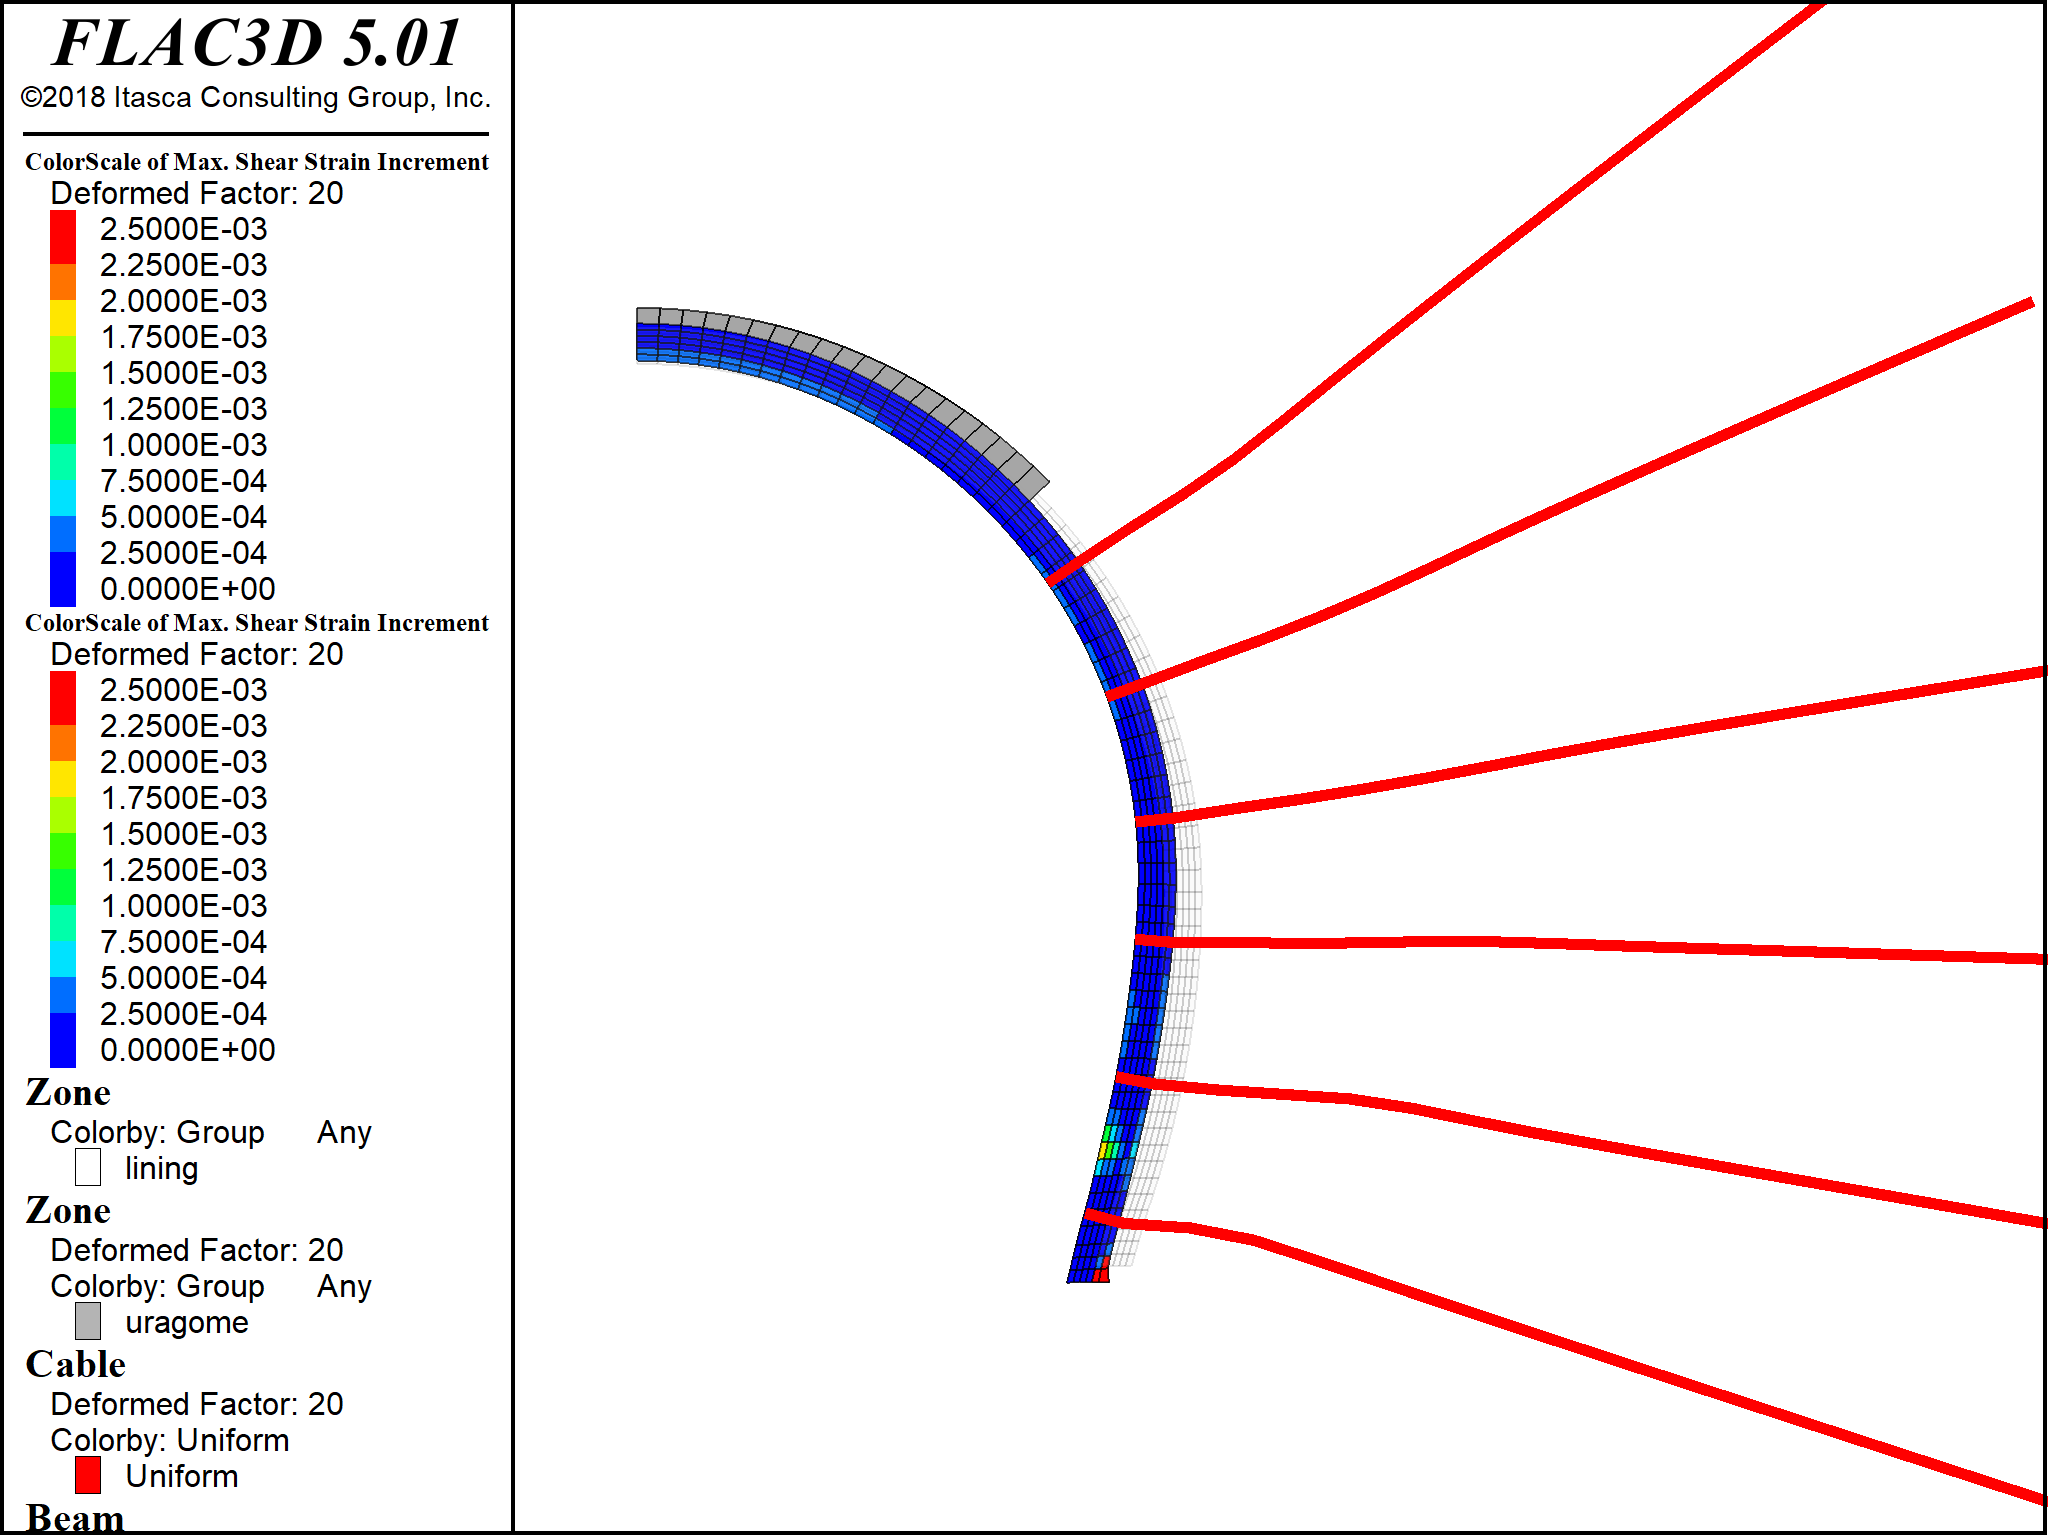 FLAC3D 5.01
©2018 Itasca Consulting Group, Inc.
ColorScale of Max. Shear Strain Increment
Deformed Factor: 20
2.5000E-03
2.2500E-03
2.0000E-03
1.7500E-03
1.5000E-03
1.2500E-03
1.0000E-03
7.5000E-04
5.0000E-04
2.5000E-04
0.0000E+00
ColorScale of Max. Shear Strain Increment
Deformed Factor: 20
2.5000E-03
2.2500E-03
2.0000E-03
1.7500E-03
1.5000E-03
1.2500E-03
1.0000E-03
7.5000E-04
5.0000E-04
2.5000E-04
0.0000E+00
Zone
Colorby: Group Any
lining
Zone
Deformed Factor: 20
Colorby: Group Any
uragome
Cable
Deformed Factor: 20
Colorby: Uniform
Uniform
Beam